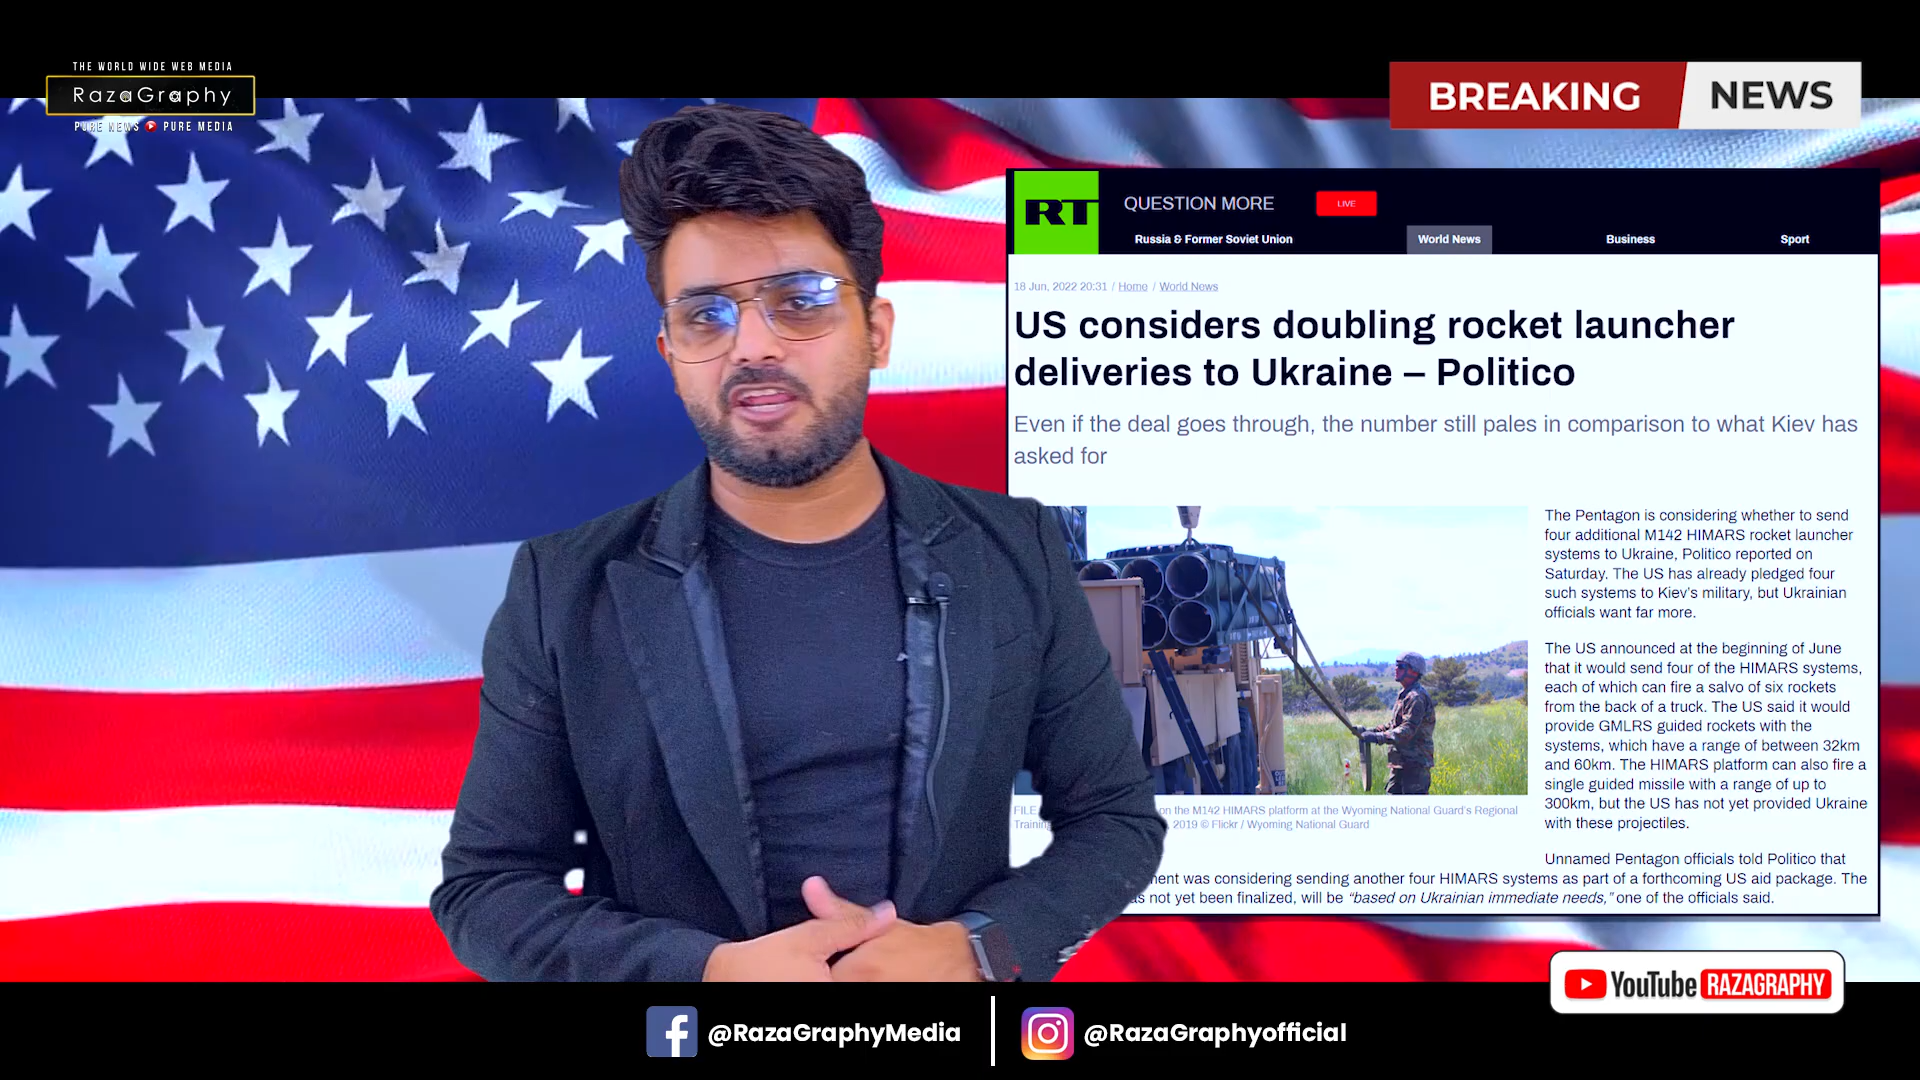 THE WORLD WIDE WEB MEDIA
RazaGraphy
PURE NEWS PURE MEDIA
BREAKING NEWS
RT
QUESTION MORE
LIVE
Russia & Former Soviet Union
World News
Business
Sport
18 Jun, 2022 20:31 / Home / World News
US considers doubling rocket launcher
deliveries to Ukraine – Politico
Even if the deal goes through, the number still pales in comparison to what Kiev has
asked for
The Pentagon is considering whether to send
four additional M142 HIMARS rocket launcher
systems to Ukraine, Politico reported on
Saturday. The US has already pledged four
such systems to Kiev's military, but Ukrainian
officials want far more.
The US announced at the beginning of June
that it would send four of the HIMARS systems,
each of which can fire a salvo of six rockets
from the back of a truck. The US said it would
provide GMLRS guided rockets with the
systems, which have a range of between 32km
and 60km. The HIMARS platform can also fire a
single guided missile with a range of up to
300km, but the US has not yet provided Ukraine
with these projectiles.
on the M142 HIMARS platform at the Wyoming National Guard's Regional
2019 © Flickr / Wyoming National Guard
Unnamed Pentagon officials told Politico that
was considering sending another four HIMARS systems as part of a forthcoming US aid package. The
not yet been finalized, will be "based on Ukrainian immediate needs," one of the officials said.
YouTube RAZAGRAPHY
@RazaGraphyMedia
@RazaGraphyofficial